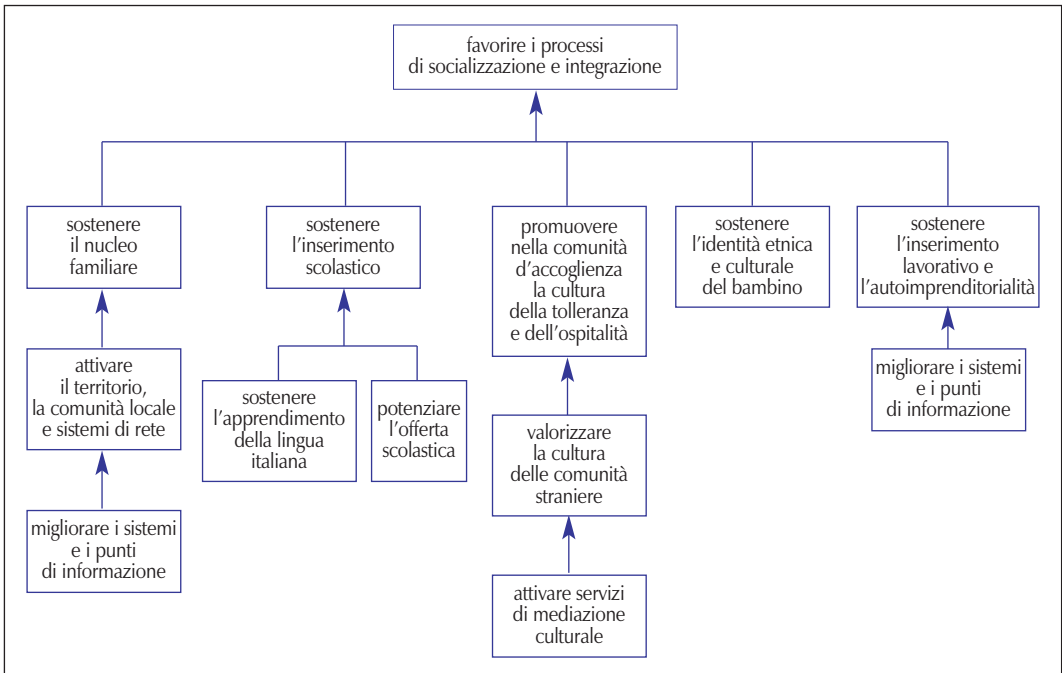 favorire i processi
di socializzazione e integrazione
sostenere
il nucleo
familiare
sostenere
l'inserimento
scolastico
promuovere
nella comunità
d'accoglienza
la cultura
della tolleranza
e dell'ospitalità
sostenere
l'identità etnica
e culturale
del bambino
sostenere
l'inserimento
lavorativo e
l'autoimprenditorialità
attivare
il territorio,
la comunità locale
e sistemi di rete
sostenere
l'apprendimento
della lingua
italiana
potenziare
l'offerta
scolastica
valorizzare
la cultura
delle comunità
straniere
migliorare i sistemi
e i punti
di informazione
migliorare i sistemi
e i punti
di informazione
attivare servizi
di mediazione
culturale